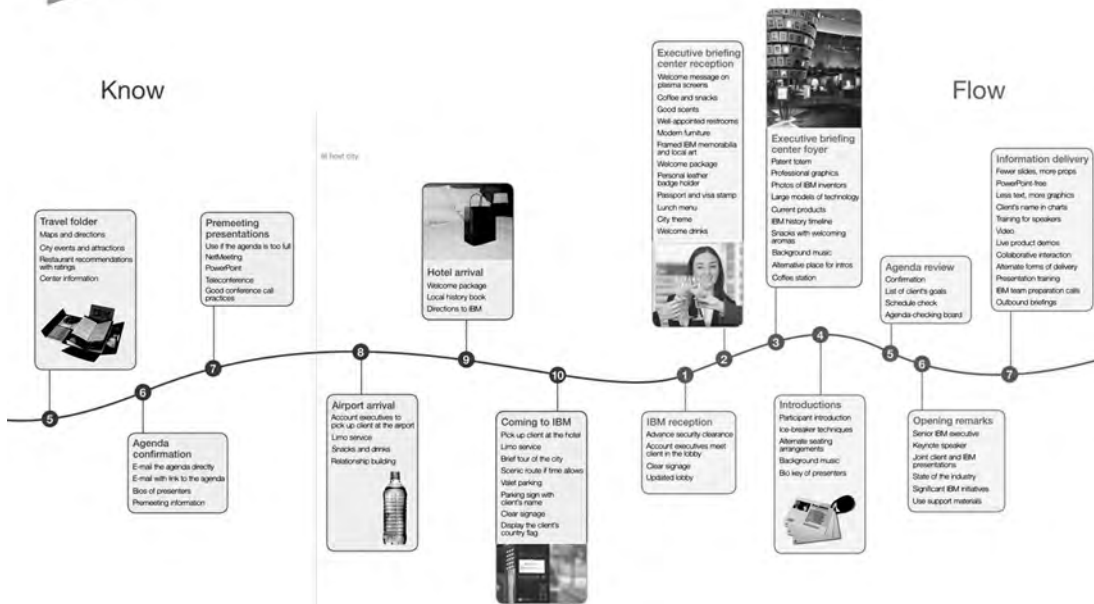 Know
Flow
in host city
Travel folder
Maps and directions
City events and attractions
Restaurant recommendations
with ratings
Center information
5
6
Agenda
confirmation
E-mail the agenda directly
E-mail with link to the agenda
Bios of presenters
Premeeting information
Premeeting
presentations
Use if the agenda is too full
NetMeeting
PowerPoint
Teleconference
Good conference call
practices
7
8
Airport arrival
Account executives to
pick up client at the airport
Limo service
Snacks and drinks
Relationship building
Hotel arrival
Welcome package
Local history book
Directions to IBM
9
10
Coming to IBM
Pick up client at the hotel
Limo service
Brief tour of the city
Scenic route if time allows
Valet parking
Parking sign with
client's name
Clear signage
Display the client's
country flag
1
IBM reception
Advance security clearance
Account executives meet
client in the lobby
Clear signage
Updated lobby
Executive briefing
center reception
Welcome message on
plasma screens
Coffee and snacks
Good scents
Well-appointed restrooms
Modern furniture
Framed IBM memorabilia
and local art
Welcome package
Personal leather
badge holder
Passport and visa stamp
Lunch menu
City theme
Welcome drinks
2
Executive briefing
center foyer
Patent totem
Professional graphics
Photos of IBM inventors
Large models of technology
Current products
IBM history timeline
Snacks with welcoming
aromas
Background music
Alternative place for intros
Coffee station
3
4
Introductions
Participant introduction
Ice-breaker techniques
Alternate seating
arrangements
Background music
Bio key of presenters
Agenda review
Confirmation
List of client's goals
Schedule check
Agenda-checking board
5
6
Opening remarks
Senior IBM executive
Keynote speaker
Joint client and IBM
presentations
State of the industry
Significant IBM initiatives
Use support materials
Information delivery
Fewer slides, more props
PowerPoint-free
Less text, more graphics
Client's name in charts
Training for speakers
Video
Live product demos
Collaborative interaction
Alternate forms of delivery
Presentation training
IBM team preparation calls
Outbound briefings
7